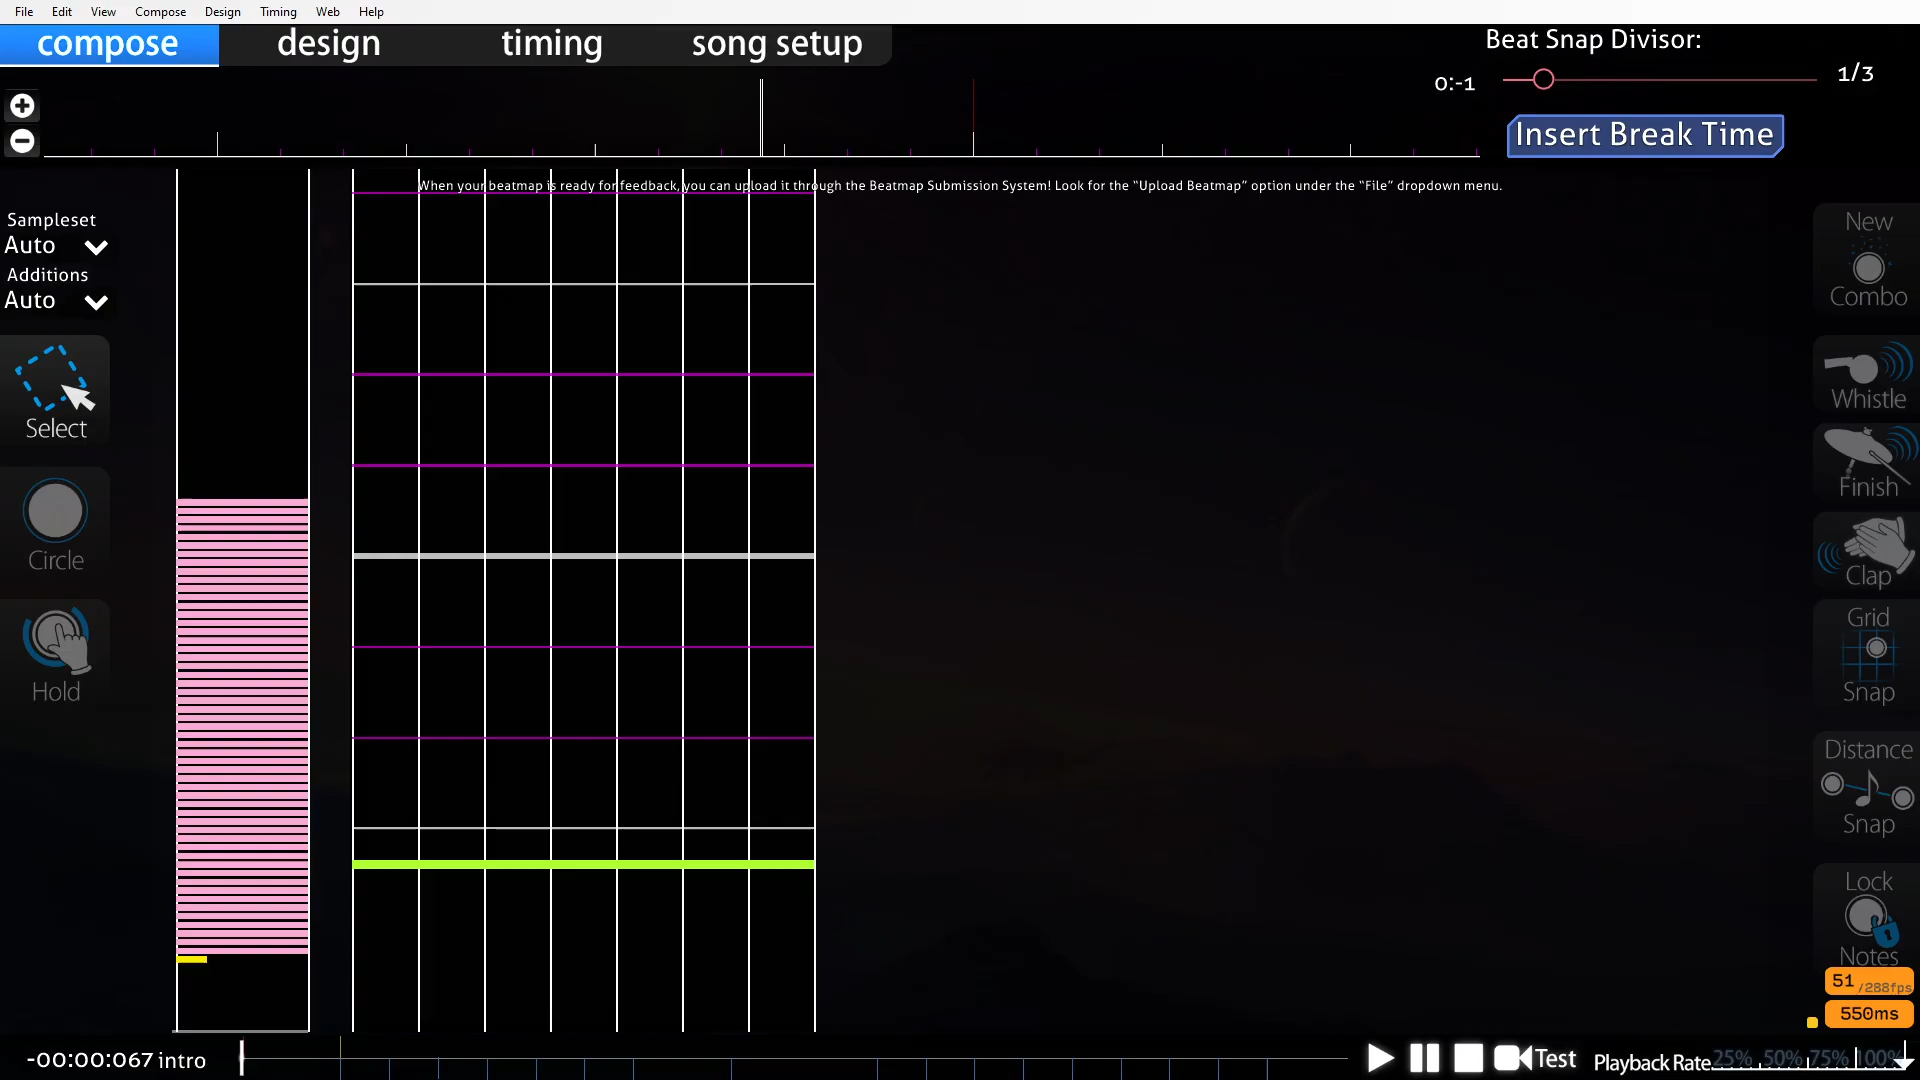 File Edit View Compose Design Timing Web Help
compose design timing song setup
Beat Snap Divisor:
0:-1
1/3
Insert Break Time
When your beatmap is ready for feedback, you can upload it through the Beatmap Submission System! Look for the “Upload Beatmap” option under the “File” dropdown menu.
Sampleset
Auto
Additions
Auto
Select
Circle
Hold
New
Combo
Whistle
Finish
Clap
Grid
Snap
Distance
Snap
Lock
Notes
51 /288fps
550ms
-00:00:067 intro
Test
Playback Rate
25% 50% 75% 100%